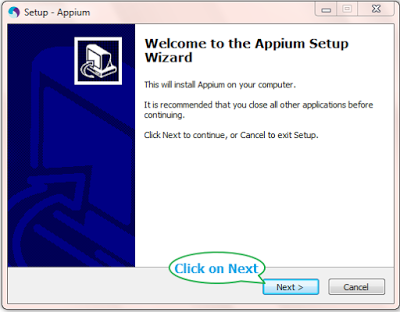 Setup - Appium
Welcome to the Appium Setup
Wizard
This will install Appium on your computer.
It is recommended that you close all other applications before
continuing.
Click Next to continue, or Cancel to exit Setup.
Click on Next
Next >
Cancel